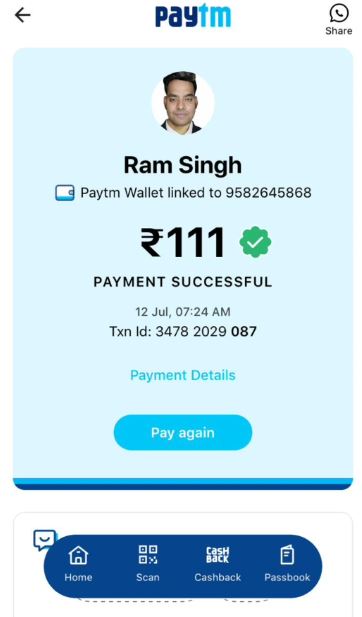 paytm
Share
Ram Singh
Paytm Wallet linked to 9582645868
₹111
PAYMENT SUCCESSFUL
12 Jul, 07:24 AM
Txn Id: 3478 2029 087
Payment Details
Pay again
CASH BACK
Home
Scan
Cashback
Passbook